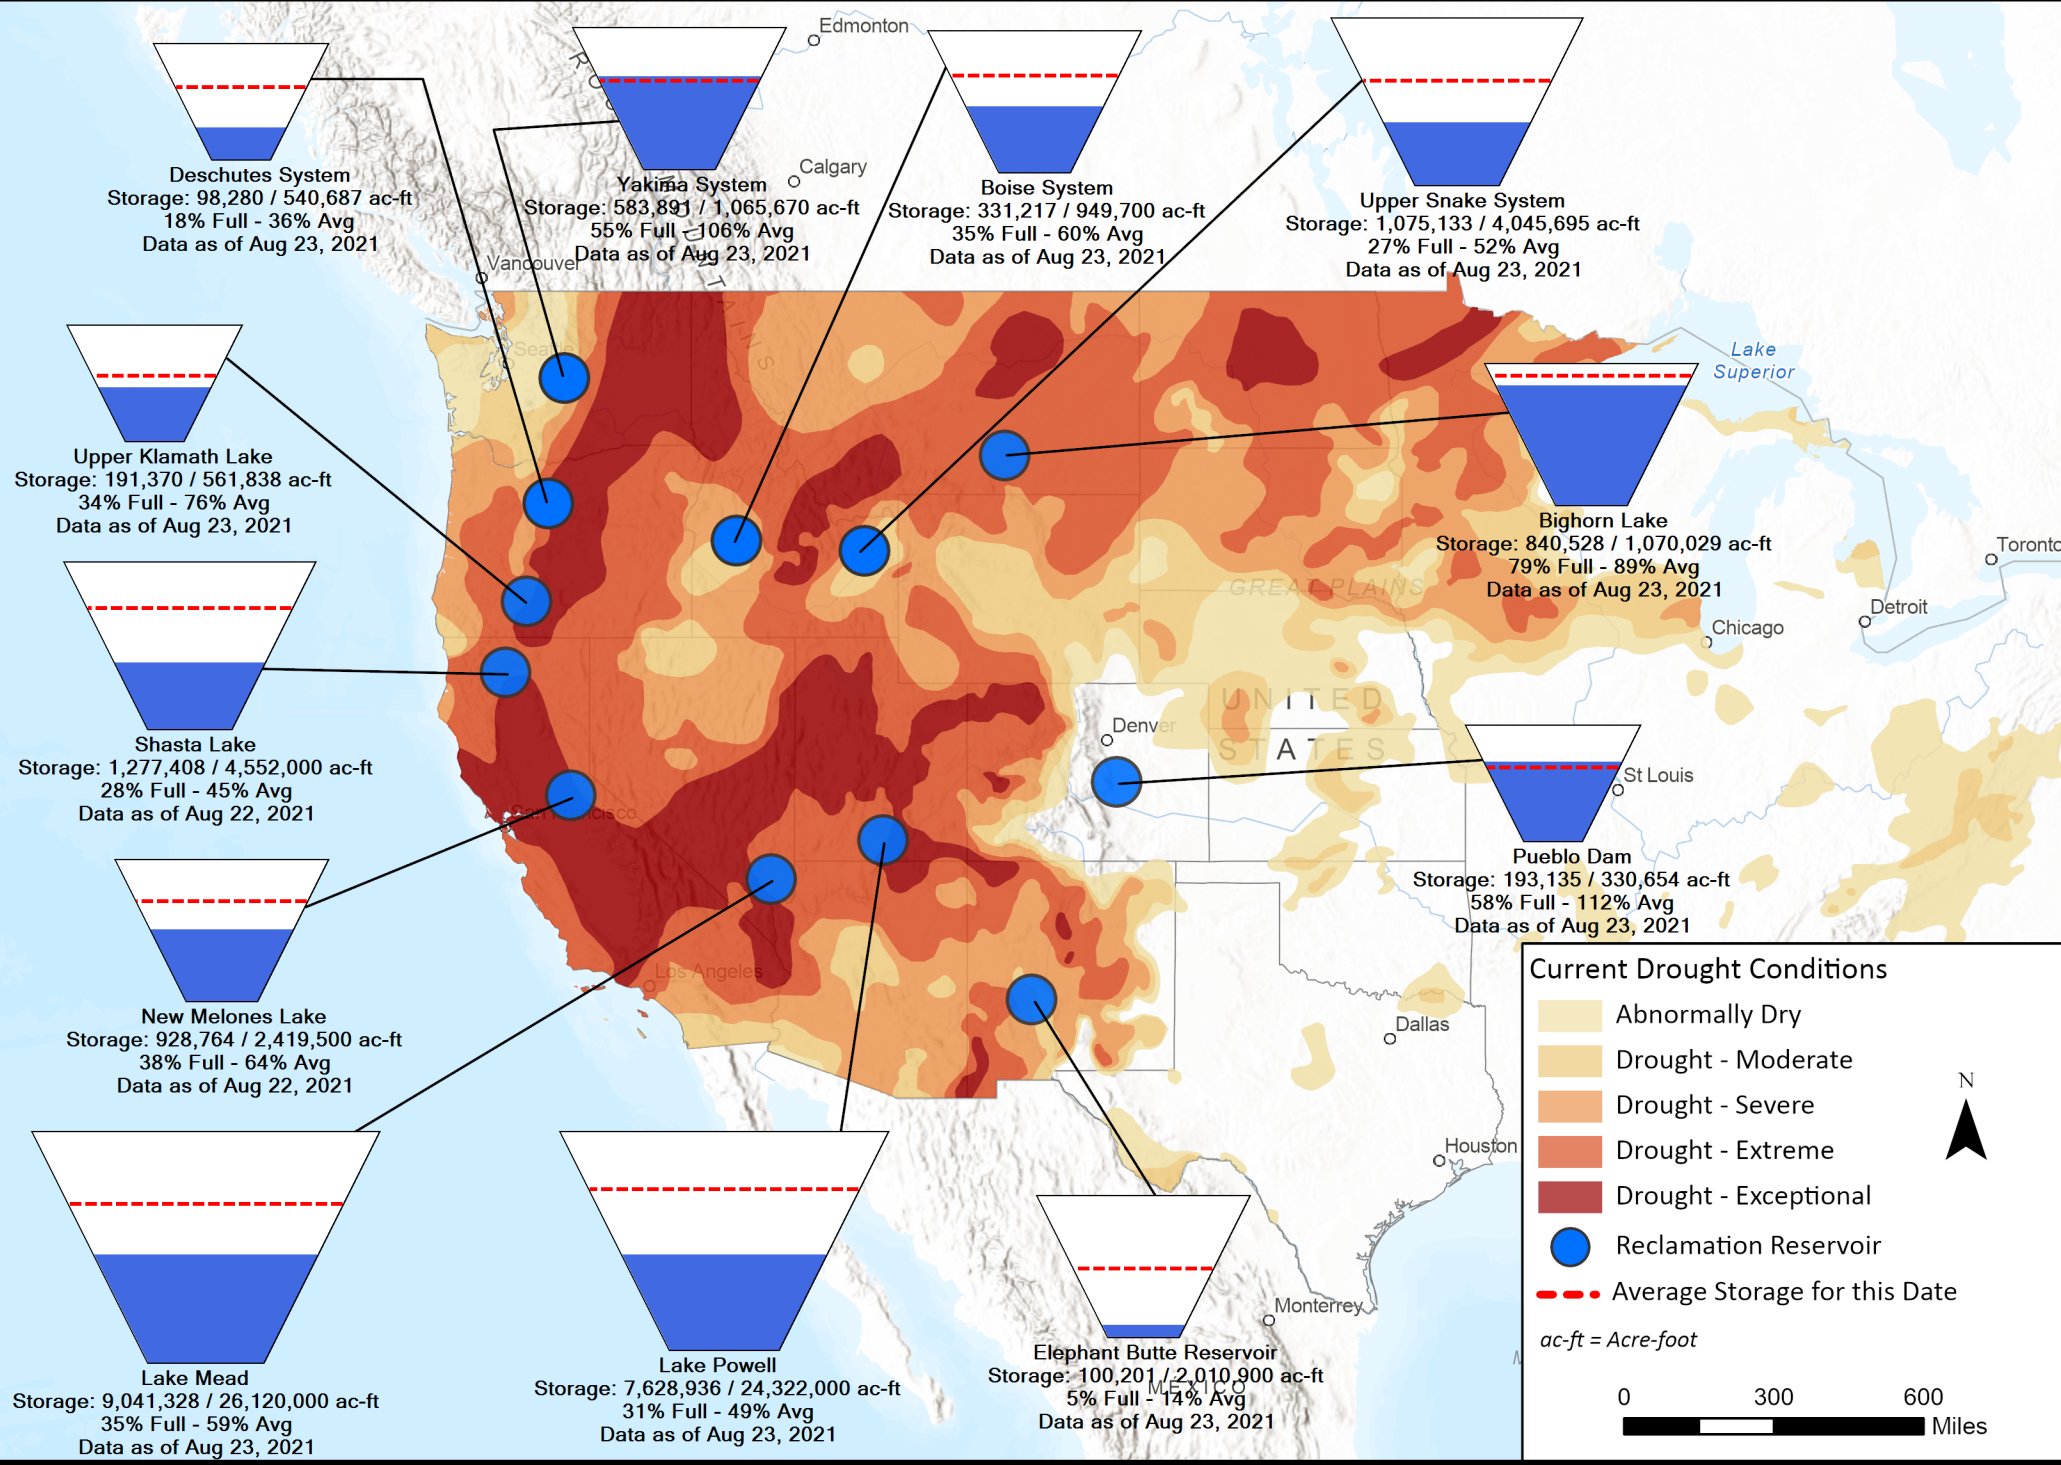 Edmonton
Calgary
Vancouver
ROCKY MOUNTAINS
Deschutes System
Storage: 98,280 / 540,687 ac-ft
18% Full - 36% Avg
Data as of Aug 23, 2021
Yakima System
Storage: 583,891 / 1,065,670 ac-ft
55% Full - 106% Avg
Data as of Aug 23, 2021
Boise System
Storage: 331,217 / 949,700 ac-ft
35% Full - 60% Avg
Data as of Aug 23, 2021
Upper Snake System
Storage: 1,075,133 / 4,045,695 ac-ft
27% Full - 52% Avg
Data as of Aug 23, 2021
Seattle
Lake
Superior
Upper Klamath Lake
Storage: 191,370 / 561,838 ac-ft
34% Full - 76% Avg
Data as of Aug 23, 2021
Bighorn Lake
Storage: 840,528 / 1,070,029 ac-ft
79% Full - 89% Avg
Data as of Aug 23, 2021
Toronto
Detroit
Chicago
GREAT PLAINS
UNITED
STATES
Denver
St Louis
Shasta Lake
Storage: 1,277,408 / 4,552,000 ac-ft
28% Full - 45% Avg
Data as of Aug 22, 2021
San Francisco
Pueblo Dam
Storage: 193,135 / 330,654 ac-ft
58% Full - 112% Avg
Data as of Aug 23, 2021
Los Angeles
New Melones Lake
Storage: 928,764 / 2,419,500 ac-ft
38% Full - 64% Avg
Data as of Aug 22, 2021
Dallas
Houston
Monterrey
MÉXICO
Lake Mead
Storage: 9,041,328 / 26,120,000 ac-ft
35% Full - 59% Avg
Data as of Aug 23, 2021
Lake Powell
Storage: 7,628,936 / 24,322,000 ac-ft
31% Full - 49% Avg
Data as of Aug 23, 2021
Elephant Butte Reservoir
Storage: 100,201 / 2,010,900 ac-ft
5% Full - 14% Avg
Data as of Aug 23, 2021
Current Drought Conditions
Abnormally Dry
Drought - Moderate
Drought - Severe
Drought - Extreme
Drought - Exceptional
Reclamation Reservoir
Average Storage for this Date
ac-ft = Acre-foot
N
0 300 600
Miles